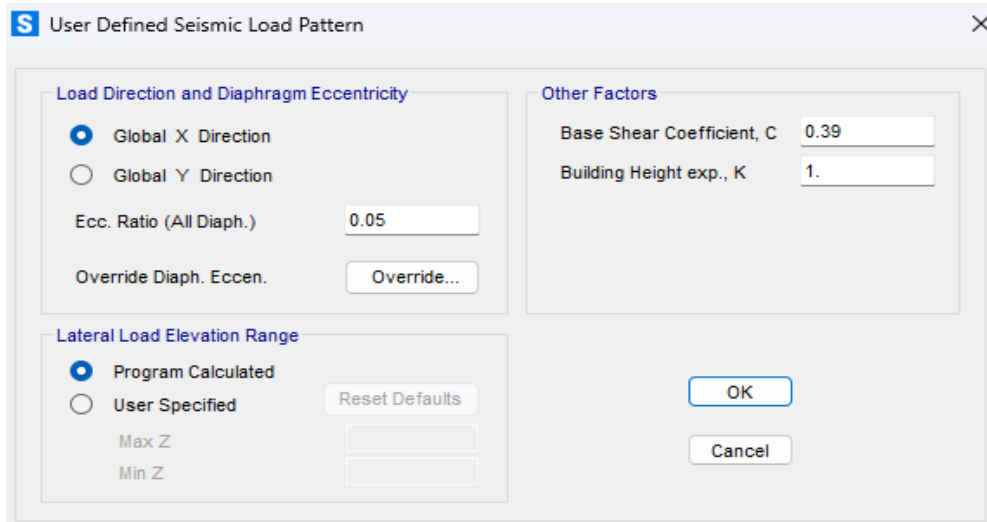 S User Defined Seismic Load Pattern
Load Direction and Diaphragm Eccentricity
Global X Direction
Global Y Direction
Ecc. Ratio (All Diaph.) 0.05
Override Diaph. Eccen. Override...
Other Factors
Base Shear Coefficient, C 0.39
Building Height exp., K 1.
Lateral Load Elevation Range
Program Calculated
User Specified Reset Defaults
Max Z
Min Z
OK
Cancel